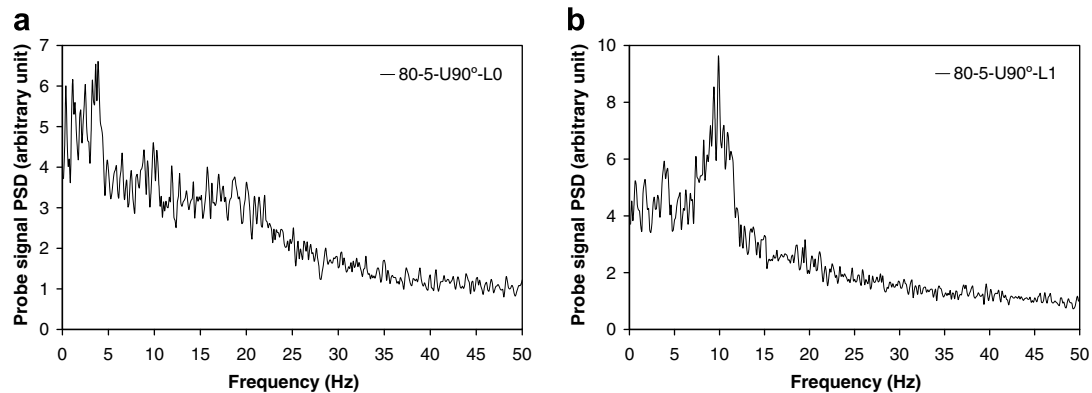 a
7
6
5
4
3
2
1
0
Probe signal PSD (arbitrary unit)
80-5-U90º-L0
0 5 10 15 20 25 30 35 40 45 50
Frequency (Hz)
b
10
8
6
4
2
0
Probe signal PSD (arbitrary unit)
80-5-U90º-L1
0 5 10 15 20 25 30 35 40 45 50
Frequency (Hz)